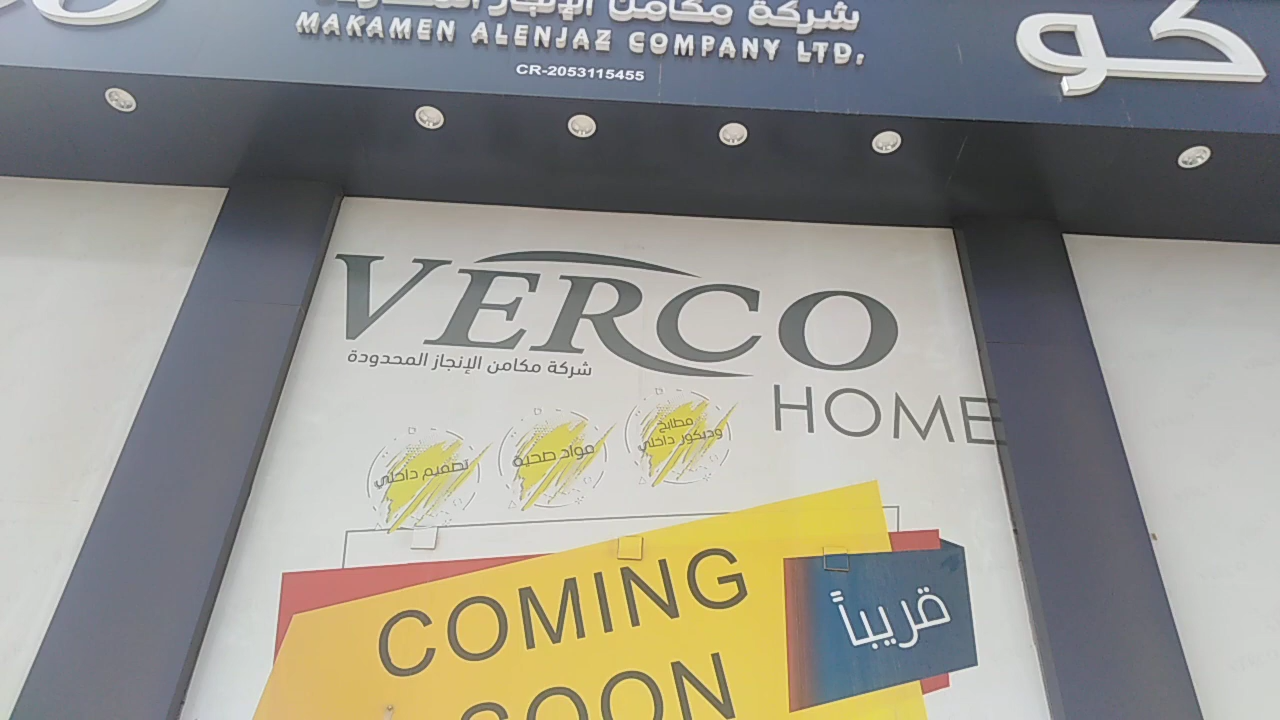 شركة مكامن الإنجاز المحدودة
MAKAMEN ALENJAZ COMPANY LTD.
CR-2053115455
VERCO
شركة مكامن الإنجاز المحدودة
HOME
مطابخ
وديكور داخلي
مواد صحية
تصميم داخلي
COMING
SOON
قريباً